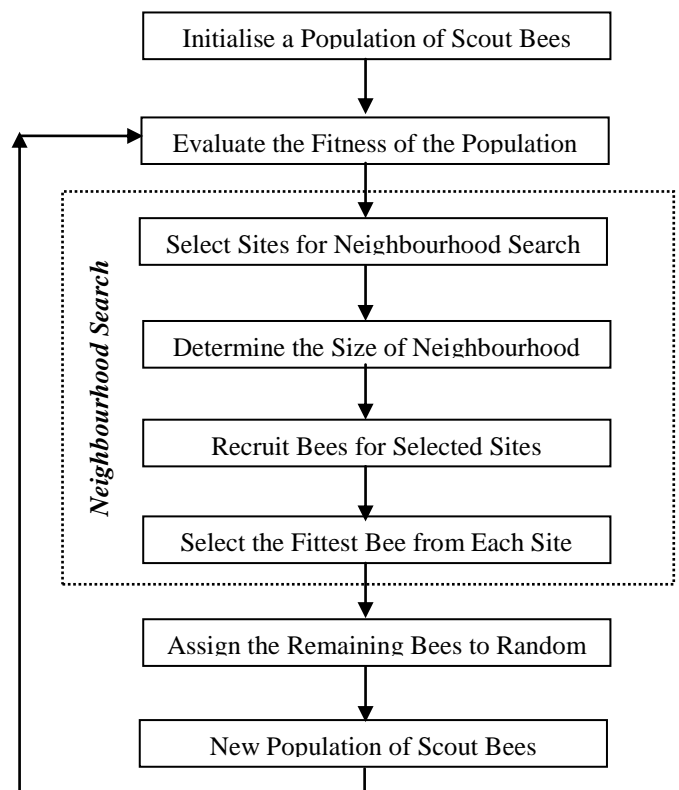 Initialise a Population of Scout Bees
Evaluate the Fitness of the Population
Neighbourhood Search
Select Sites for Neighbourhood Search
Determine the Size of Neighbourhood
Recruit Bees for Selected Sites
Select the Fittest Bee from Each Site
Assign the Remaining Bees to Random
New Population of Scout Bees